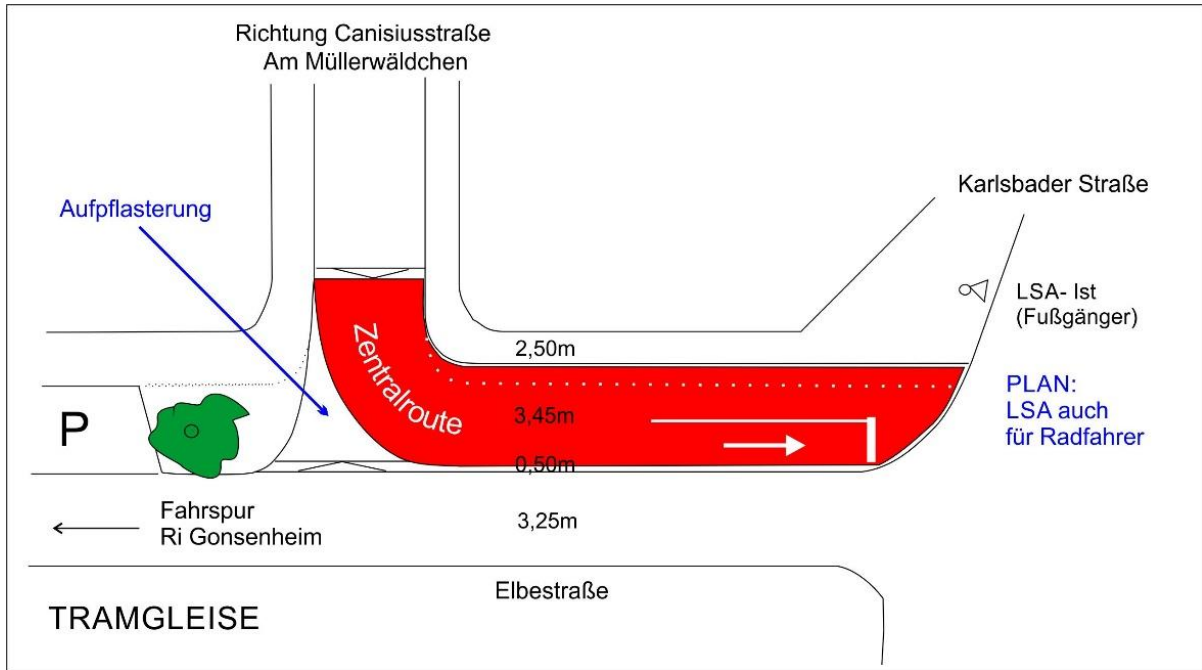 Richtung Canisiusstraße
Am Müllerwäldchen
Karlsbader Straße
Aufpflasterung
LSA- Ist
(Fußgänger)
Zentralroute
2,50m
PLAN:
LSA auch
für Radfahrer
P
3,45m
0,50m
Fahrspur
Ri Gonsenheim
3,25m
Elbestraße
TRAMGLEISE